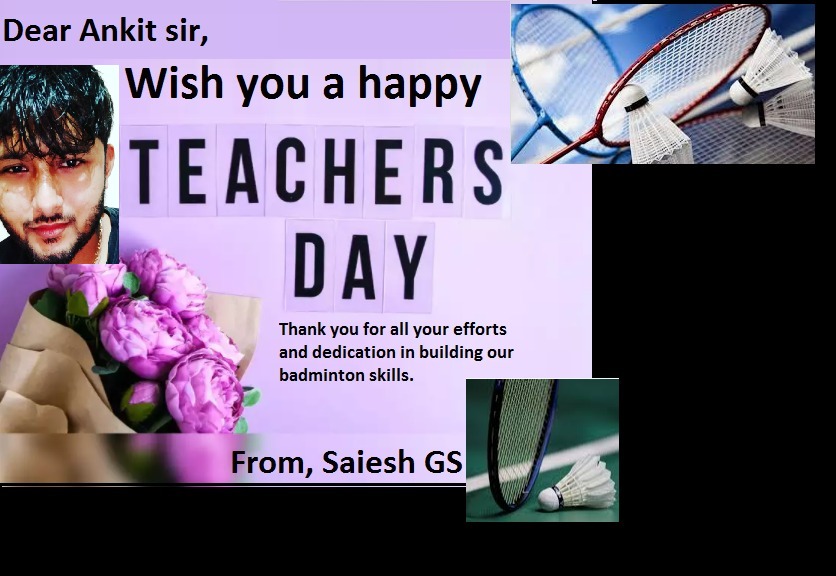 Dear Ankit sir,
Wish you a happy
TEACHERS
DAY
Thank you for all your efforts
and dedication in building our
badminton skills.
From, Saiesh GS